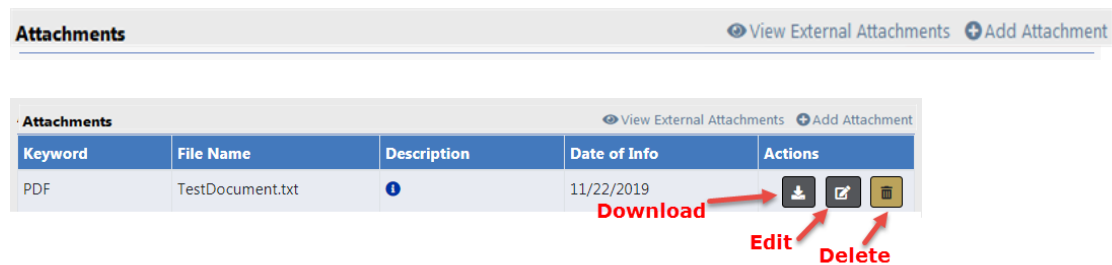 Attachments View External Attachments Add Attachment
Attachments View External Attachments Add Attachment
Keyword File Name Description Date of Info Actions
PDF TestDocument.txt 11/22/2019
Download
Edit
Delete